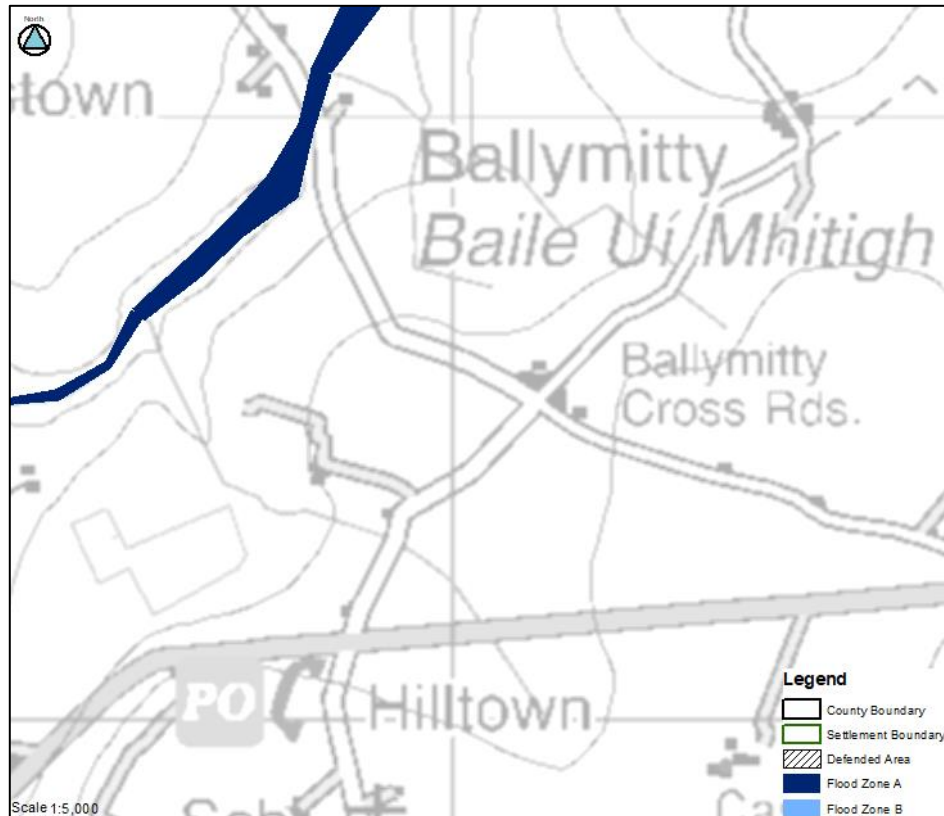 North
stown
Ballymitty
Baile Uí Mhitigh
Ballymitty
Cross Rds.
PO
Hilltown
Legend
County Boundary
Settlement Boundary
Defended Area
Flood Zone A
Flood Zone B
Scale 1:5,000